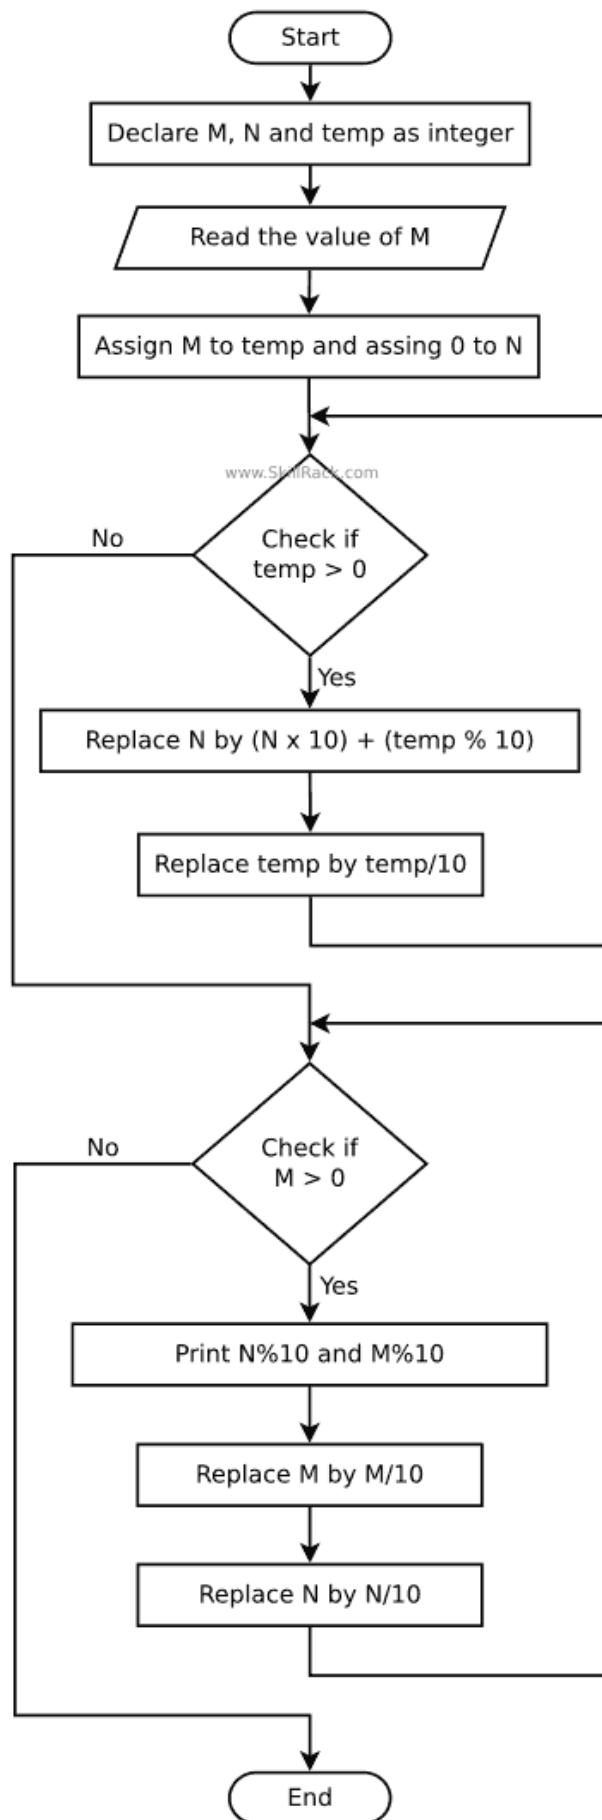 Start
Declare M, N and temp as integer
Read the value of M
Assign M to temp and assing 0 to N
www.SkillRack.com
No
Check if
temp > 0
Yes
Replace N by (N x 10) + (temp % 10)
Replace temp by temp/10
No
Check if
M > 0
Yes
Print N%10 and M%10
Replace M by M/10
Replace N by N/10
End